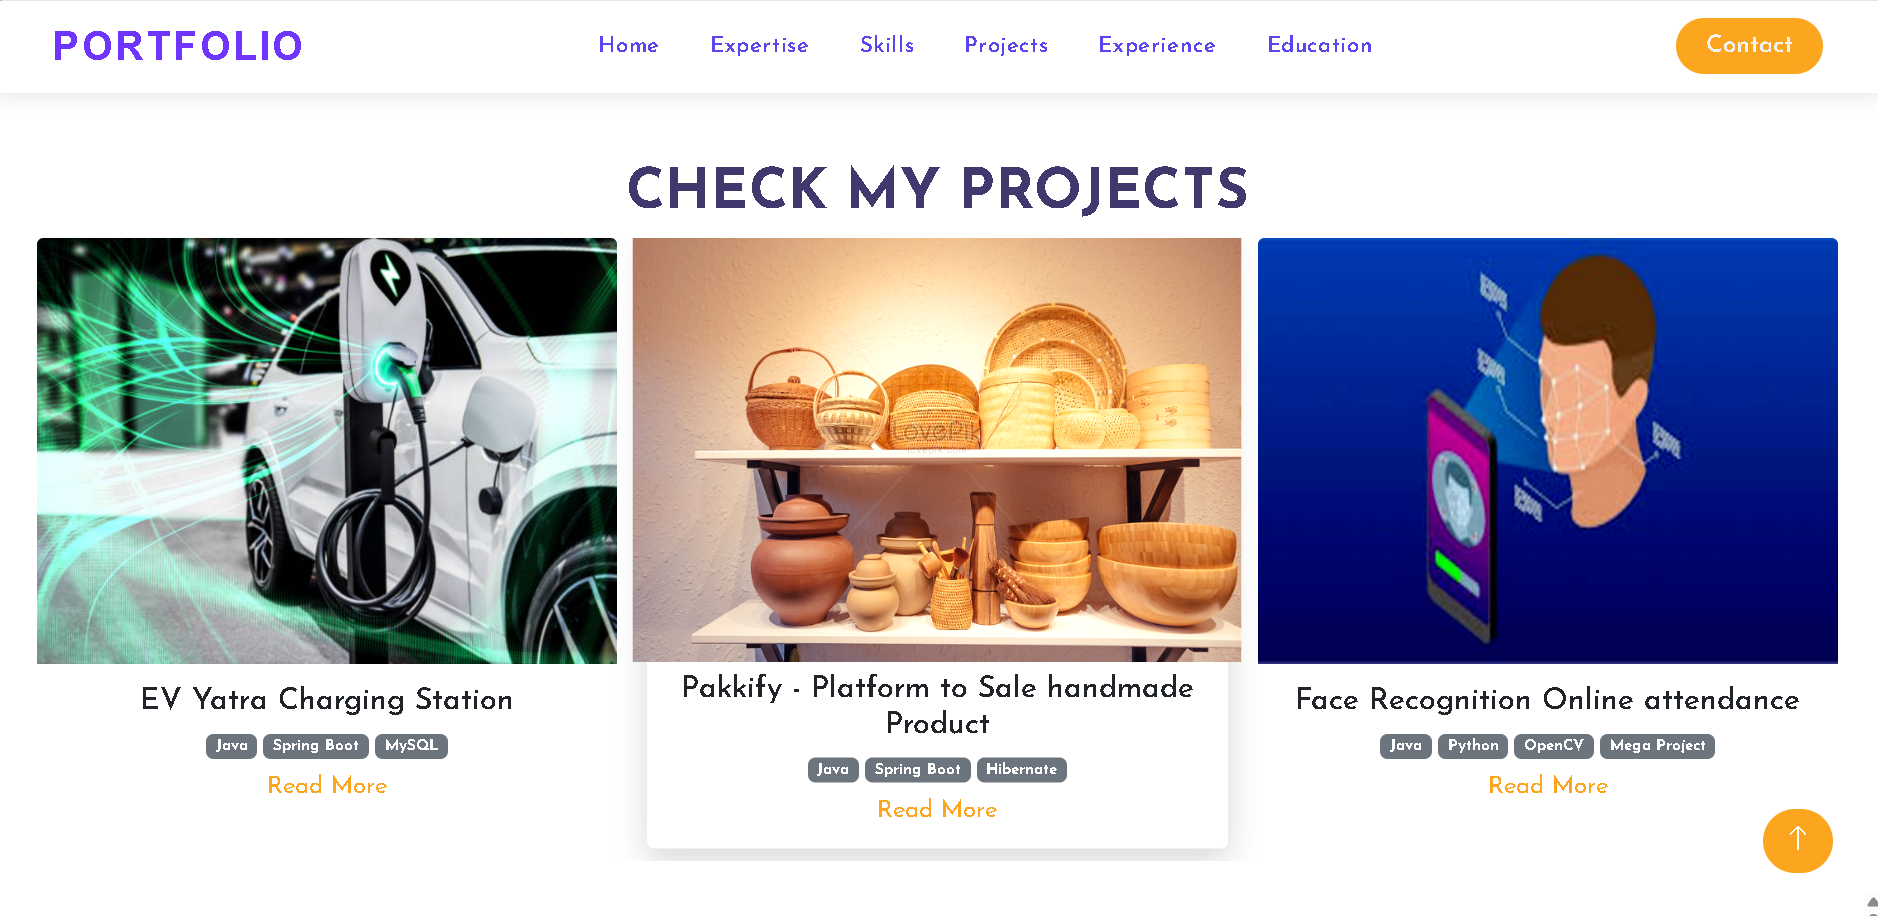 PORTFOLIO
Home
Expertise
Skills
Projects
Experience
Education
Contact
CHECK MY PROJECTS
EV Yatra Charging Station
Java
Spring Boot
MySQL
Read More
Pakkify - Platform to Sale handmade
Product
Java
Spring Boot
Hibernate
Read More
Face Recognition Online attendance
Java
Python
OpenCV
Mega Project
Read More